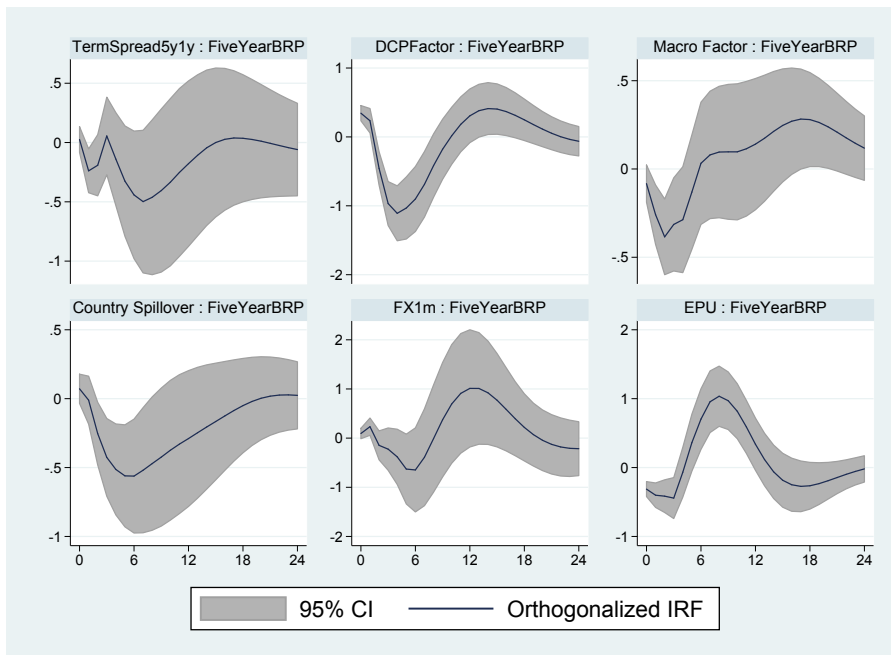 TermSpread5y1y : FiveYearBRP
DCPFactor : FiveYearBRP
Macro Factor : FiveYearBRP
.5
0
-.5
-1
1
0
-1
-2
.5
0
-.5
Country Spillover : FiveYearBRP
FX1m : FiveYearBRP
EPU : FiveYearBRP
.5
0
-.5
-1
2
1
0
-1
-2
2
1
0
-1
0 6 12 18 24
0 6 12 18 24
0 6 12 18 24
95% CI
Orthogonalized IRF